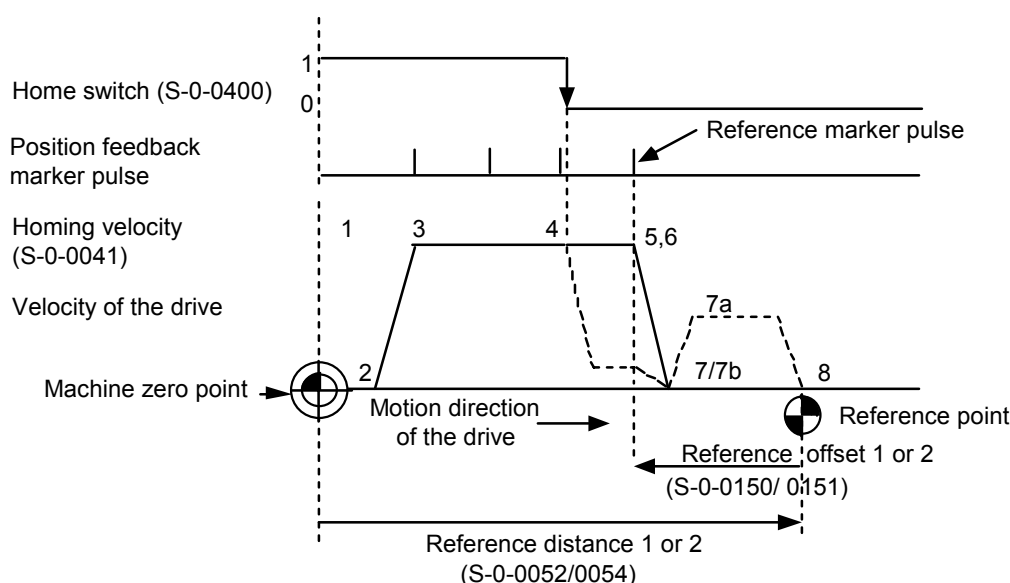 1
Home switch (S-0-0400)
0
Reference marker pulse
Position feedback
marker pulse
Homing velocity
(S-0-0041)
1
3
4
5,6
Velocity of the drive
7a
Machine zero point
2
7/7b
8
Motion direction
of the drive
Reference point
Reference offset 1 or 2
(S-0-0150/ 0151)
Reference distance 1 or 2
(S-0-0052/0054)